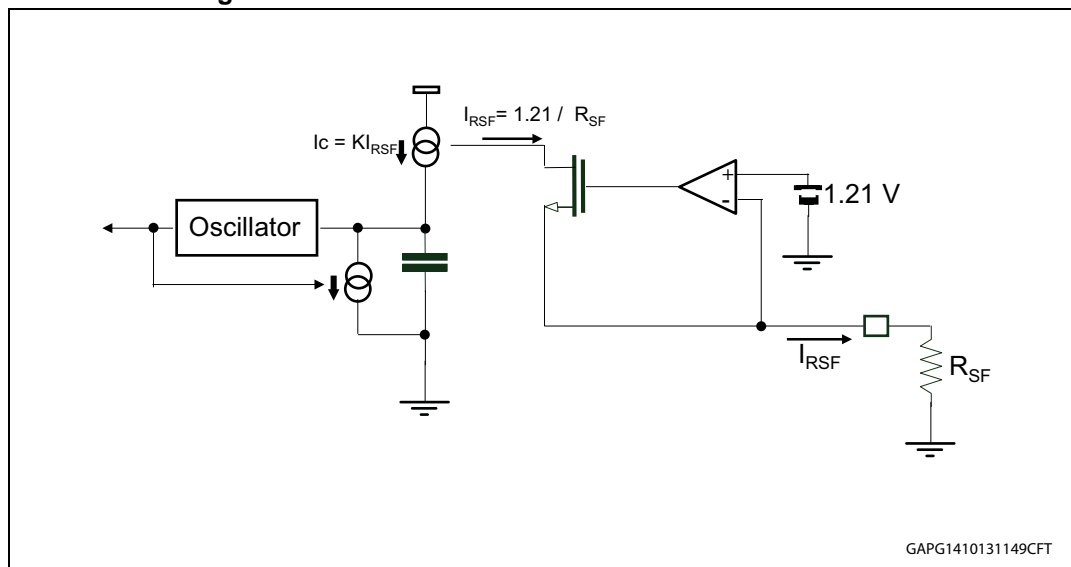 I_RSF= 1.21 / R_SF
Ic = KI_RSF
+
-
1.21 V
Oscillator
I_RSF
R_SF
GAPG1410131149CFT